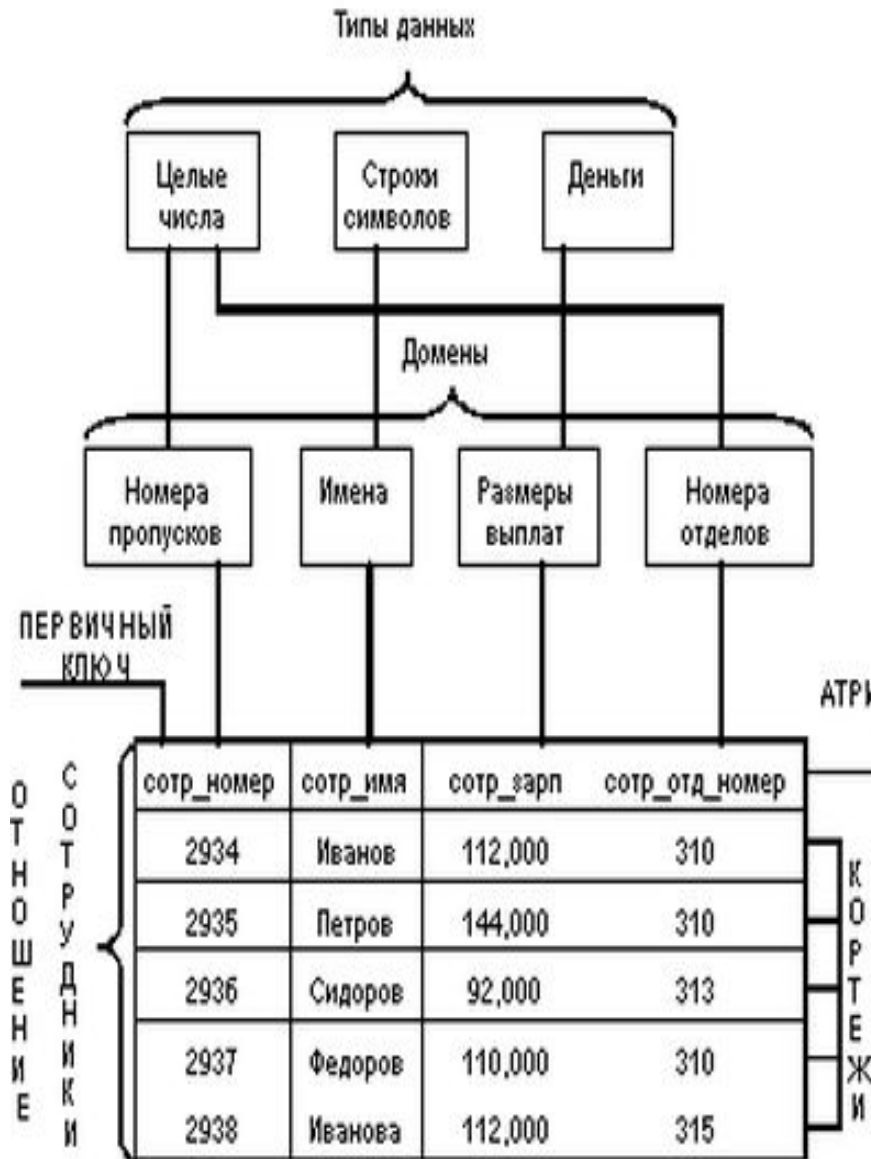 Типы данных
Целые числа
Строки символов
Деньги
Домены
Номера пропусков
Имена
Размеры выплат
Номера отделов
ПЕРВИЧНЫЙ КЛЮЧ
АТРИ
ОТНОШЕНИЕ
СОТРУДНИКИ
сотр_номер сотр_имя сотр_зарп сотр_отд_номер
2934 Иванов 112,000 310
2935 Петров 144,000 310
2936 Сидоров 92,000 313
2937 Федоров 110,000 310
2938 Иванова 112,000 315
КОРТЕЖИ